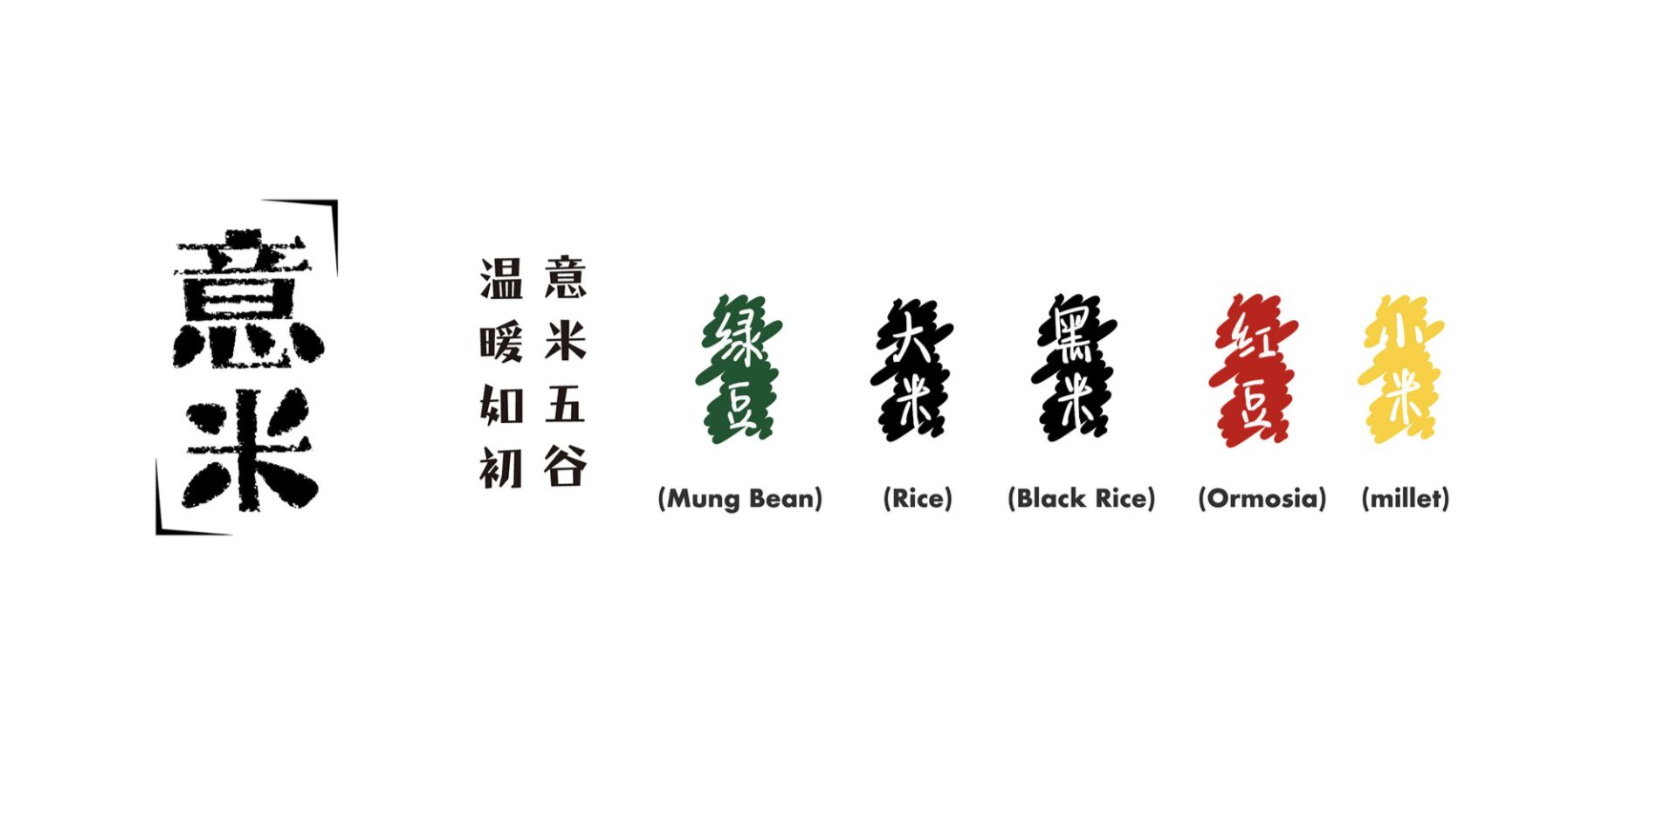 意米
意米五谷
温暖如初
绿豆
(Mung Bean)
大米
(Rice)
黑米
(Black Rice)
红豆
(Ormosia)
小米
(millet)